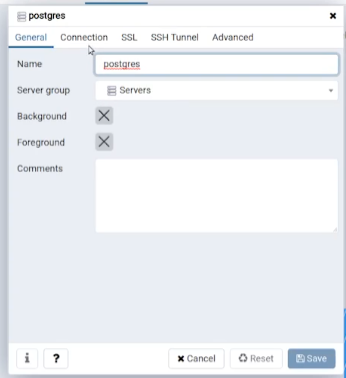 postgres
General Connection SSL SSH Tunnel Advanced
Name postgres
Server group Servers
Background
Foreground
Comments
i ? Cancel Reset Save